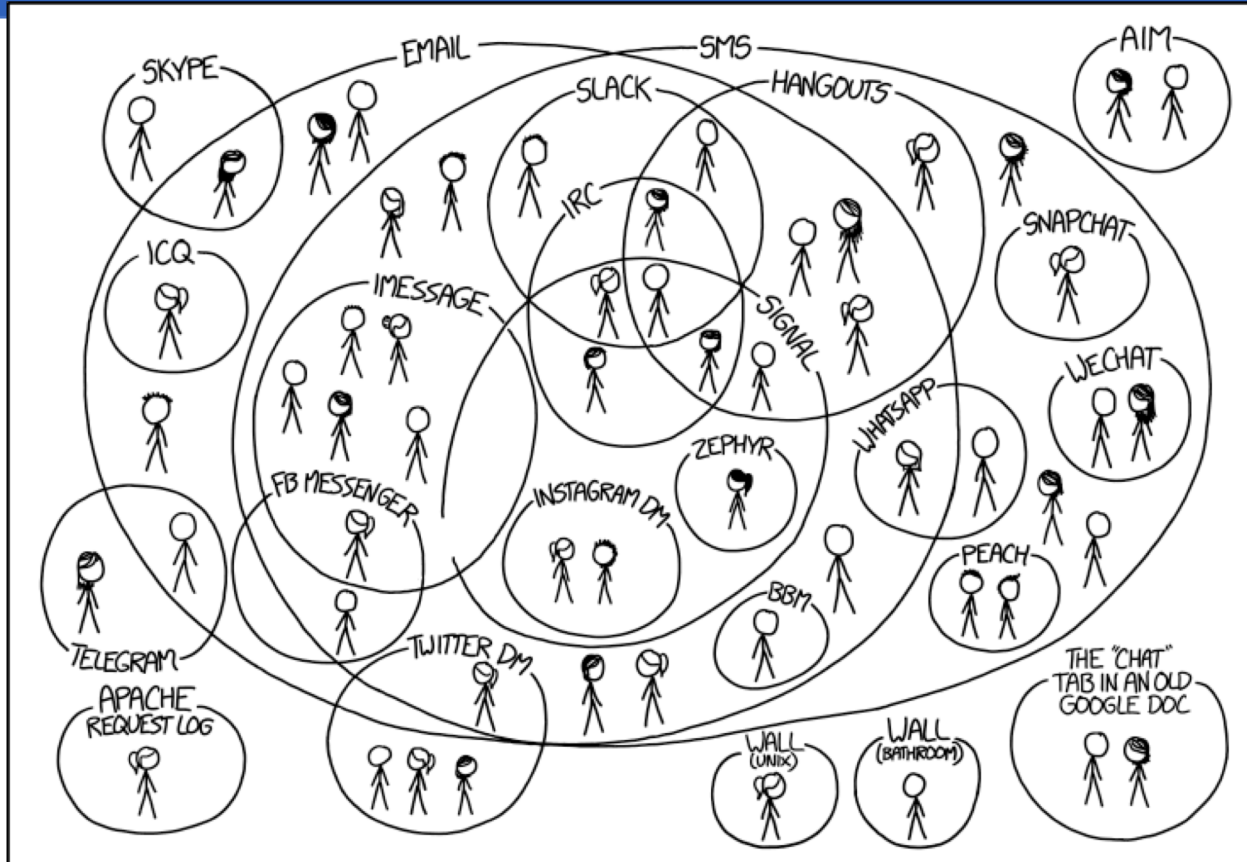 EMAIL
SMS
AIM
SKYPE
SLACK
HANGOUTS
IRC
SNAPCHAT
ICQ
IMESSAGE
SIGNAL
WECHAT
WHATSAPP
ZEPHYR
FB MESSENGER
INSTAGRAM DM
PEACH
BBM
TELEGRAM
TWITTER DM
THE "CHAT"
TAB IN AN OLD
GOOGLE DOC
APACHE
REQUEST LOG
WALL
(UNIX)
WALL
(BATHROOM)